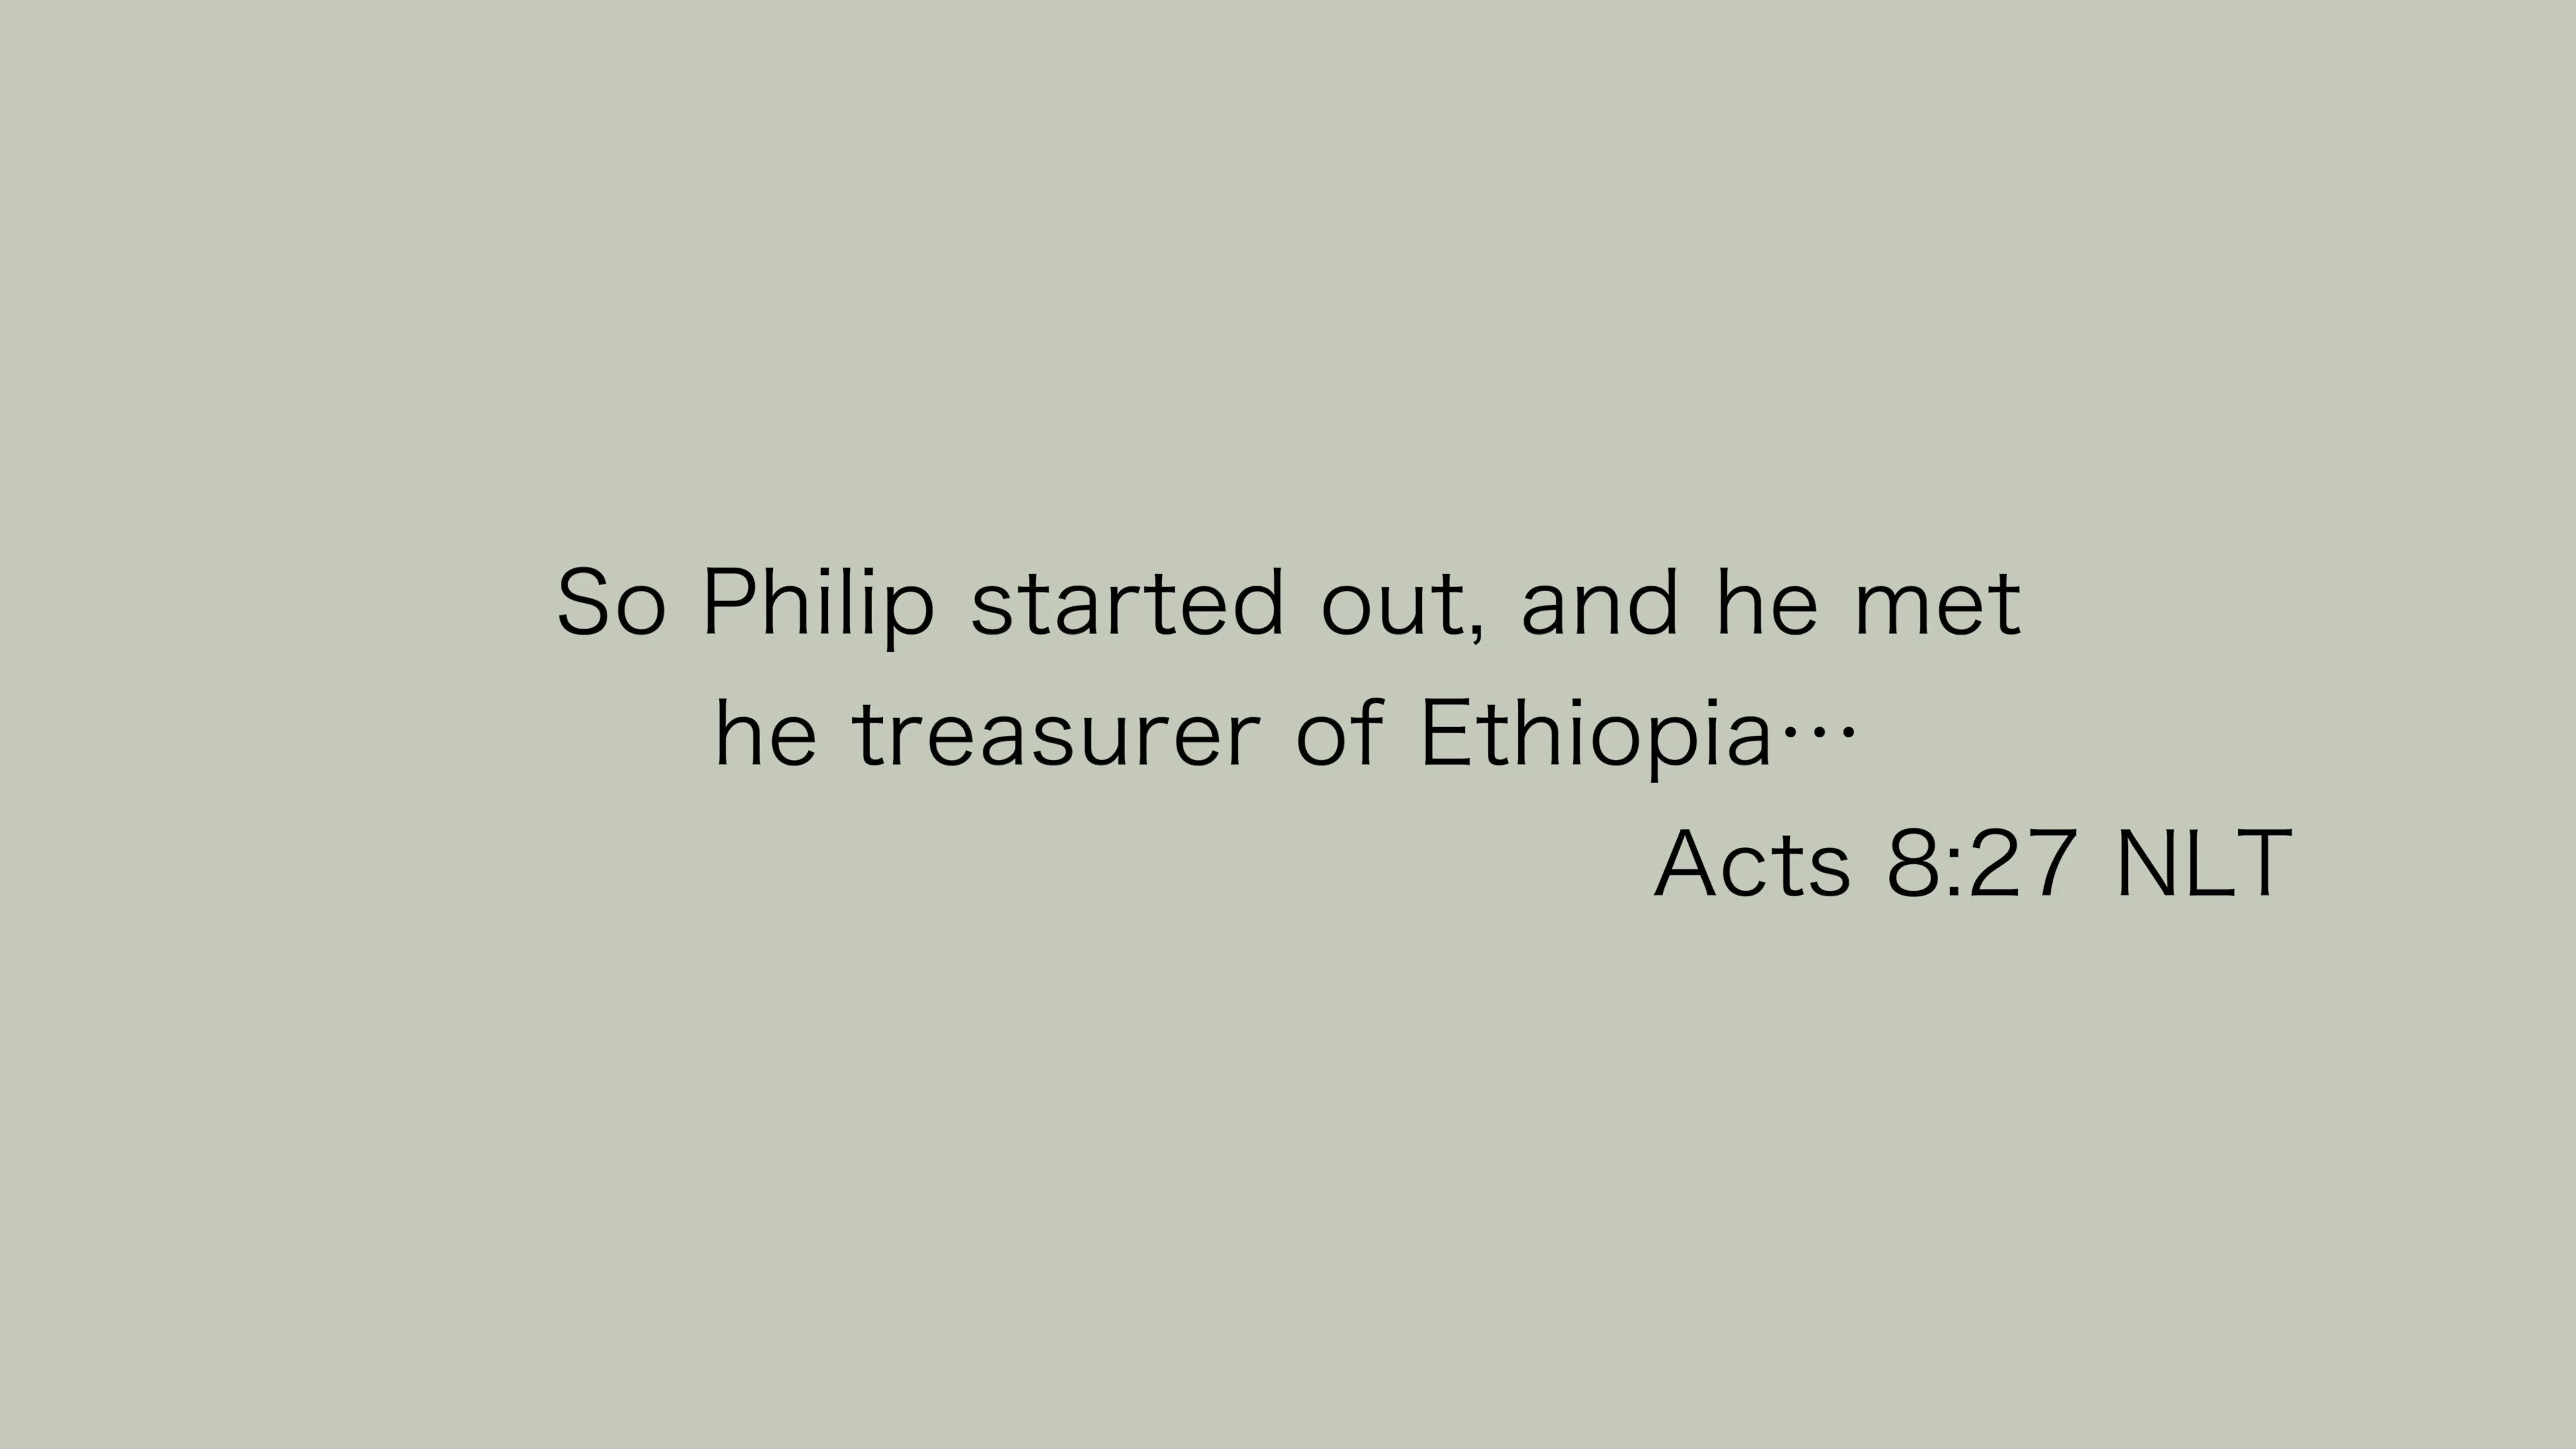 So Philip started out, and he met
he treasurer of Ethiopia…
Acts 8:27 NLT